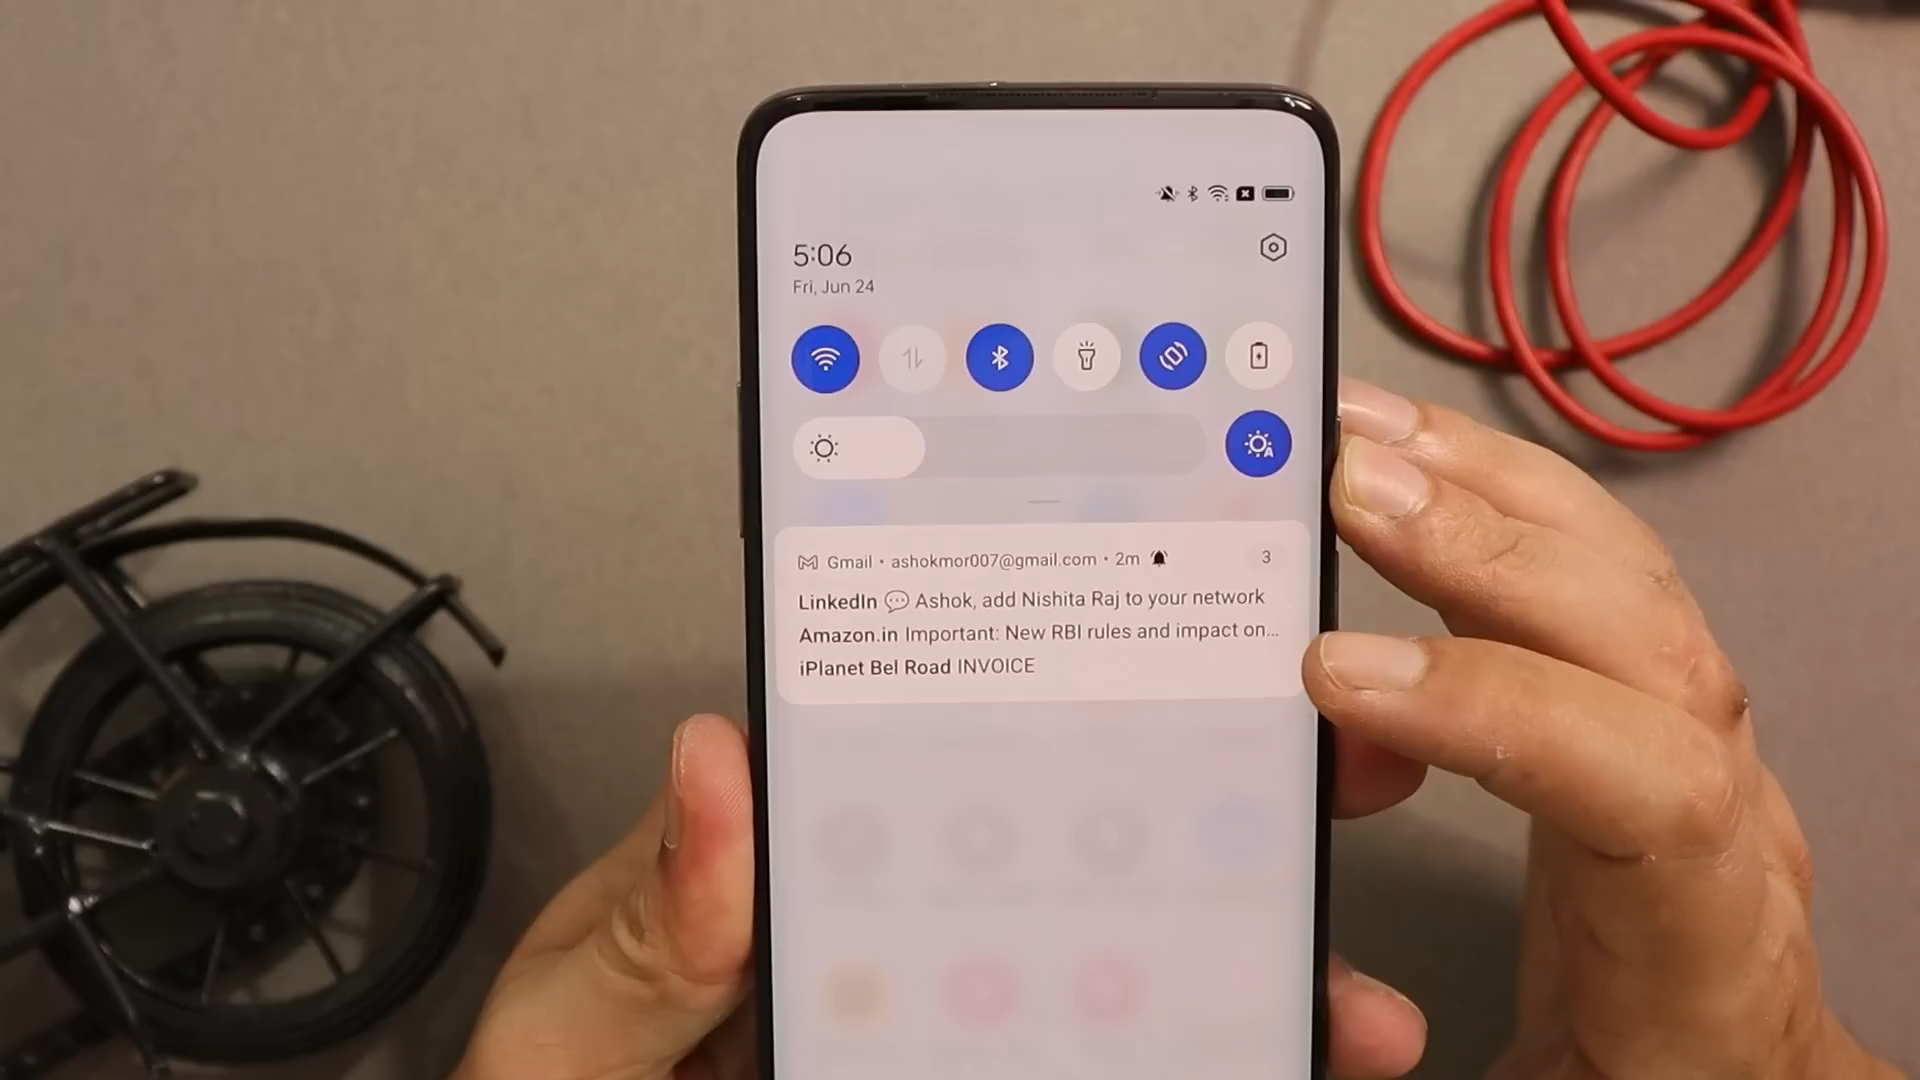 5:06
Fri, Jun 24
Gmail • ashokmor007@gmail.com • 2m 3
LinkedIn 💬 Ashok, add Nishita Raj to your network
Amazon.in Important: New RBI rules and impact on...
iPlanet Bel Road INVOICE